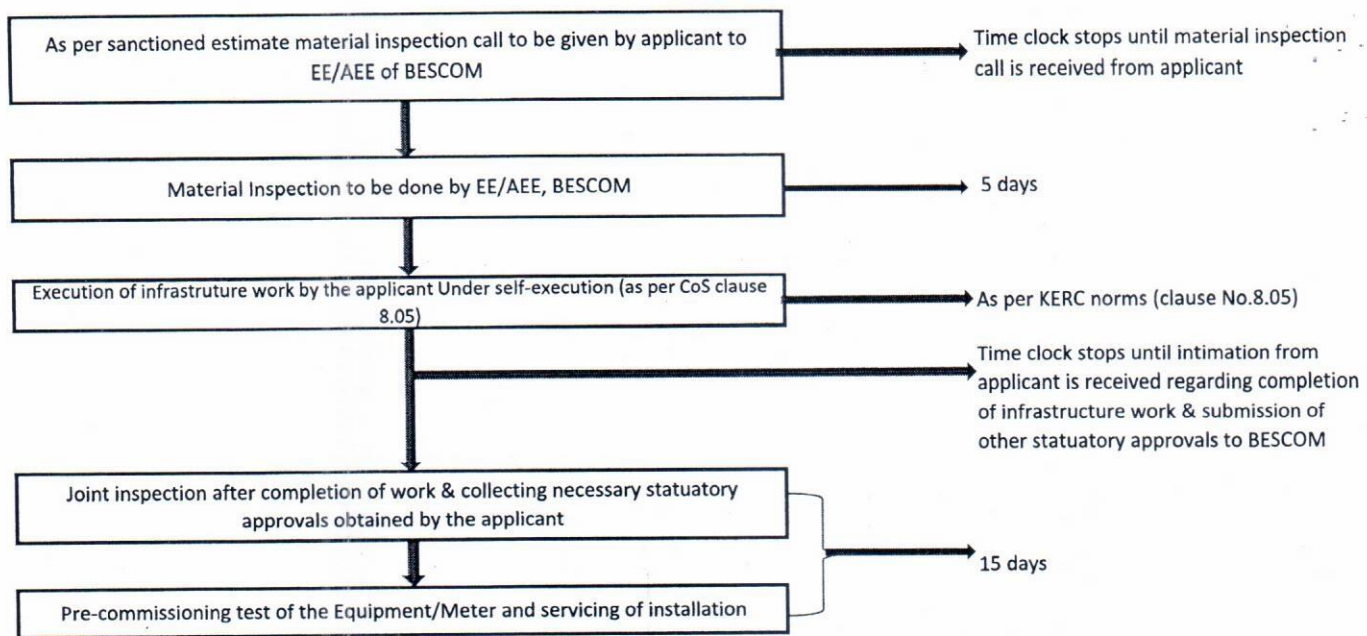 As per sanctioned estimate material inspection call to be given by applicant to
EE/AEE of BESCOM
Time clock stops until material inspection
call is received from applicant
Material Inspection to be done by EE/AEE, BESCOM
5 days
Execution of infrastruture work by the applicant Under self-execution (as per CoS clause
8.05)
As per KERC norms (clause No.8.05)
Time clock stops until intimation from
applicant is received regarding completion
of infrastructure work & submission of
other statuatory approvals to BESCOM
Joint inspection after completion of work & collecting necessary statuatory
approvals obtained by the applicant
15 days
Pre-commissioning test of the Equipment/Meter and servicing of installation